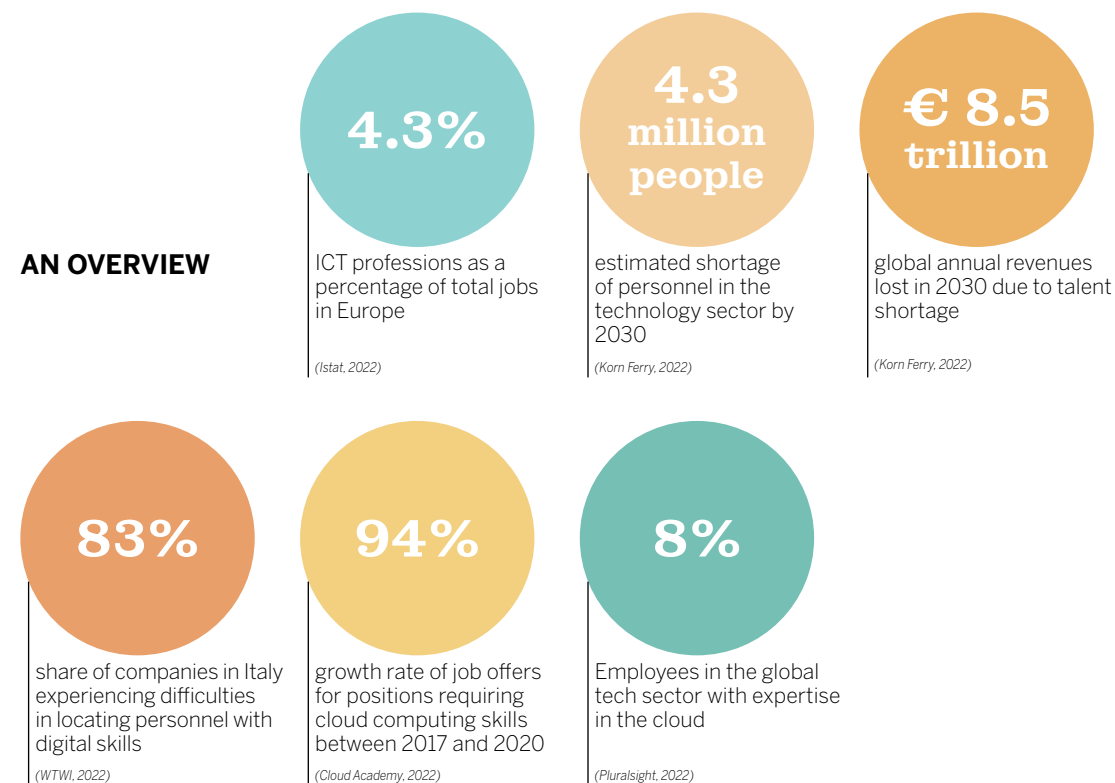 AN OVERVIEW
4.3%
ICT professions as a
percentage of total jobs
in Europe
(Istat, 2022)
4.3
million
people
estimated shortage
of personnel in the
technology sector by
2030
(Korn Ferry, 2022)
€ 8.5
trillion
global annual revenues
lost in 2030 due to talent
shortage
(Korn Ferry, 2022)
83%
share of companies in Italy
experiencing difficulties
in locating personnel with
digital skills
(WTWI, 2022)
94%
growth rate of job offers
for positions requiring
cloud computing skills
between 2017 and 2020
(Cloud Academy, 2022)
8%
Employees in the global
tech sector with expertise
in the cloud
(Pluralsight, 2022)